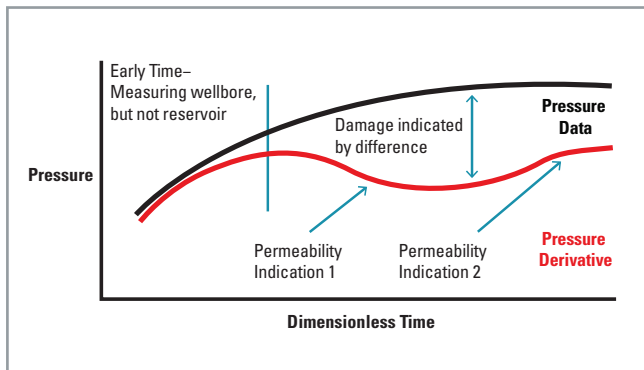 Early Time–
Measuring wellbore,
but not reservoir
Damage indicated
by difference
Pressure
Data
Pressure
Permeability
Indication 1
Permeability
Indication 2
Pressure
Derivative
Dimensionless Time